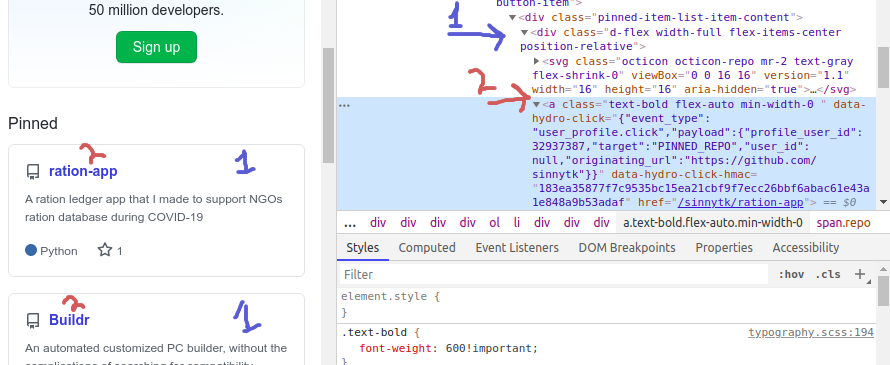 50 million developers.
Sign up
Pinned
2
1
ration-app
A ration ledger app that I made to support NGOs
ration database during COVID-19
Python 1
2
1
Buildr
An automated customized PC builder, without the
complications of searching for compatibility
button-item">
1
▼<div class="pinned-item-list-item-content">
▼<div class="d-flex width-full flex-items-center
position-relative">
▶<svg class="octicon octicon-repo mr-2 text-gray
flex-shrink-0" viewBox="0 0 16 16" version="1.1"
width="16" height="16" aria-hidden="true">…</svg>
2
… ▼<a class="text-bold flex-auto min-width-0 " data-
hydro-click="{"event_type":
"user_profile.click","payload":{"profile_user_id":
32937387,"target":"PINNED_REPO","user_id":
null,"originating_url":"https://github.com/
sinnytk"}}" data-hydro-click-hmac=
"183ea35877f7c9535bc15ea21cbf9f7ecc26bbf6abac61e43a
1e848a9b53adaf" href="/sinnytk/ration-app"> == $0
… div div div ol li div div a.text-bold.flex-auto.min-width-0 span.repo
Styles Computed Event Listeners DOM Breakpoints Properties Accessibility
Filter :hov .cls +
element.style {
}
.text-bold { typography.scss:194
font-weight: 600!important;
}